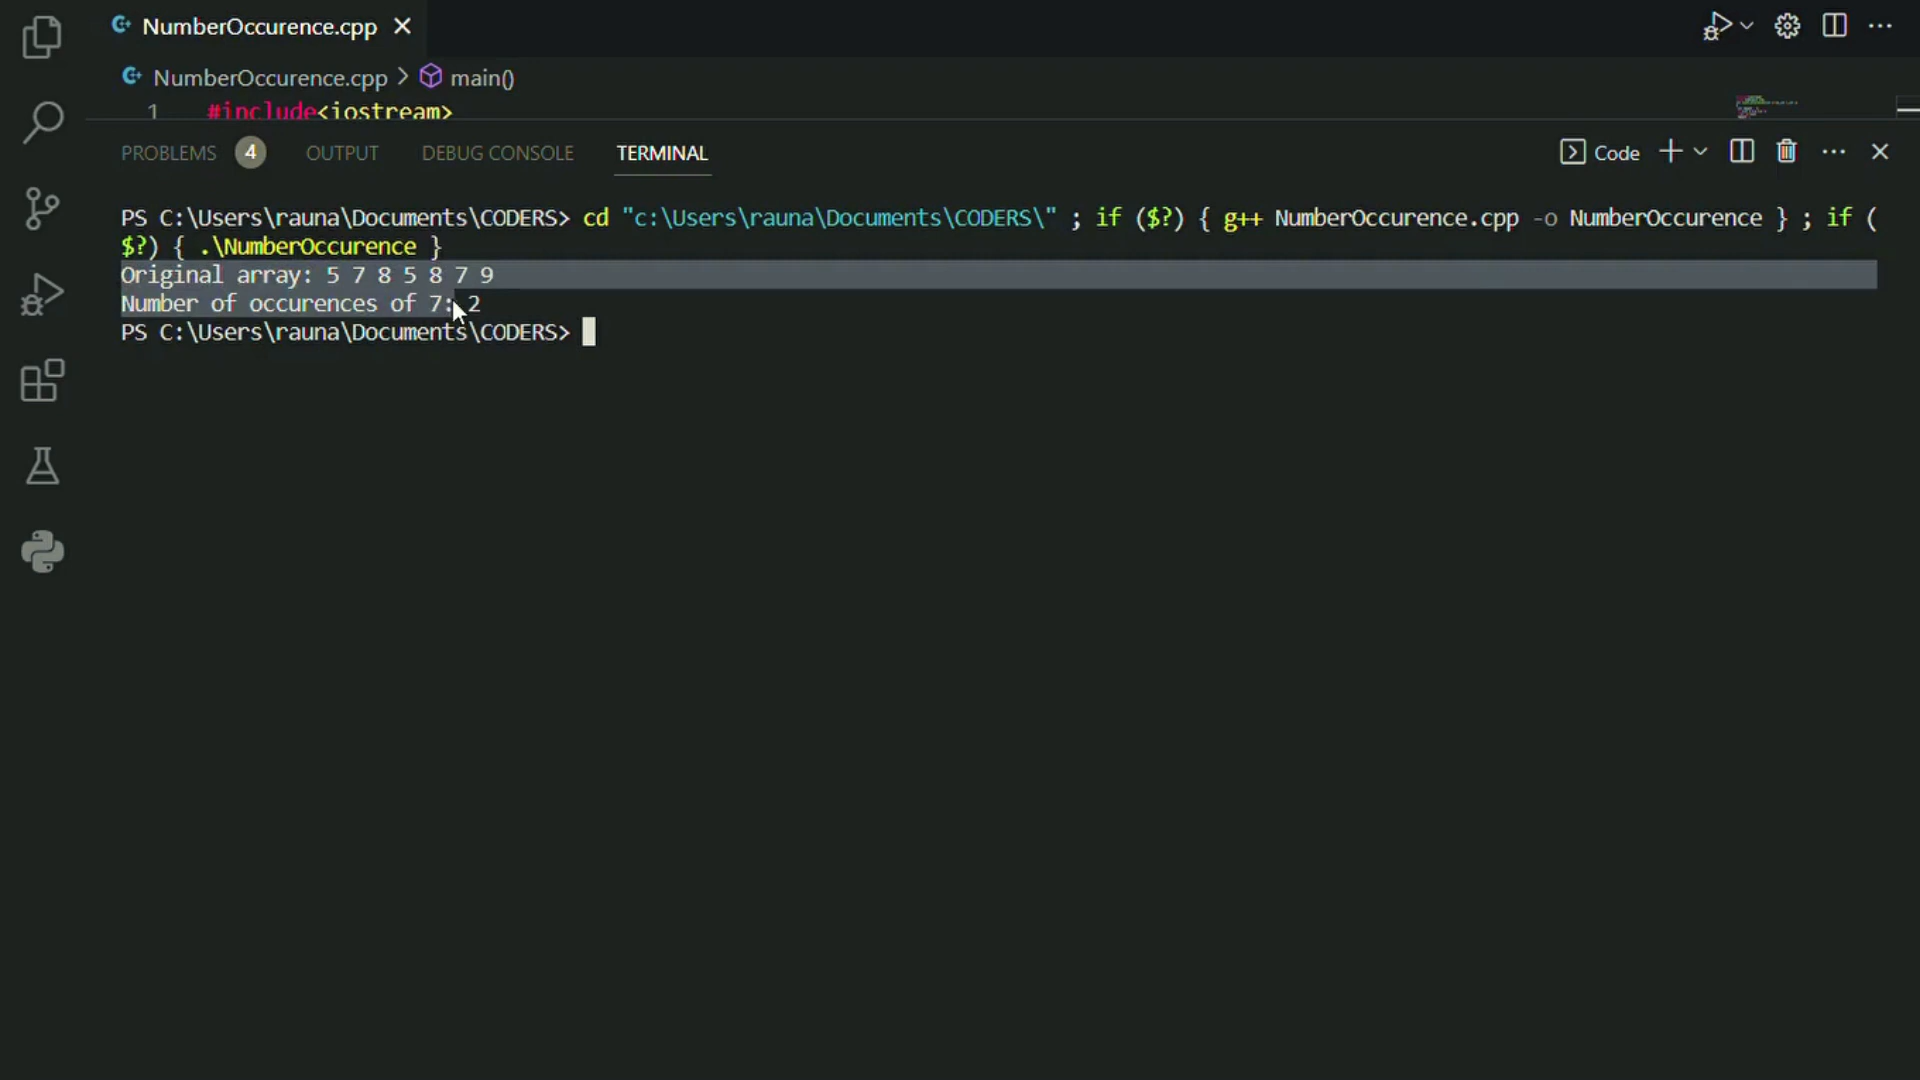 NumberOccurence.cpp
NumberOccurence.cpp > main()
1 #include<iostream>
PROBLEMS 4 OUTPUT DEBUG CONSOLE TERMINAL Code
PS C:\Users\rauna\Documents\CODERS> cd "c:\Users\rauna\Documents\CODERS\" ; if ($?) { g++ NumberOccurence.cpp -o NumberOccurence } ; if (
$?) { .\NumberOccurence }
Original array: 5 7 8 5 8 7 9
Number of occurences of 7: 2
PS C:\Users\rauna\Documents\CODERS>